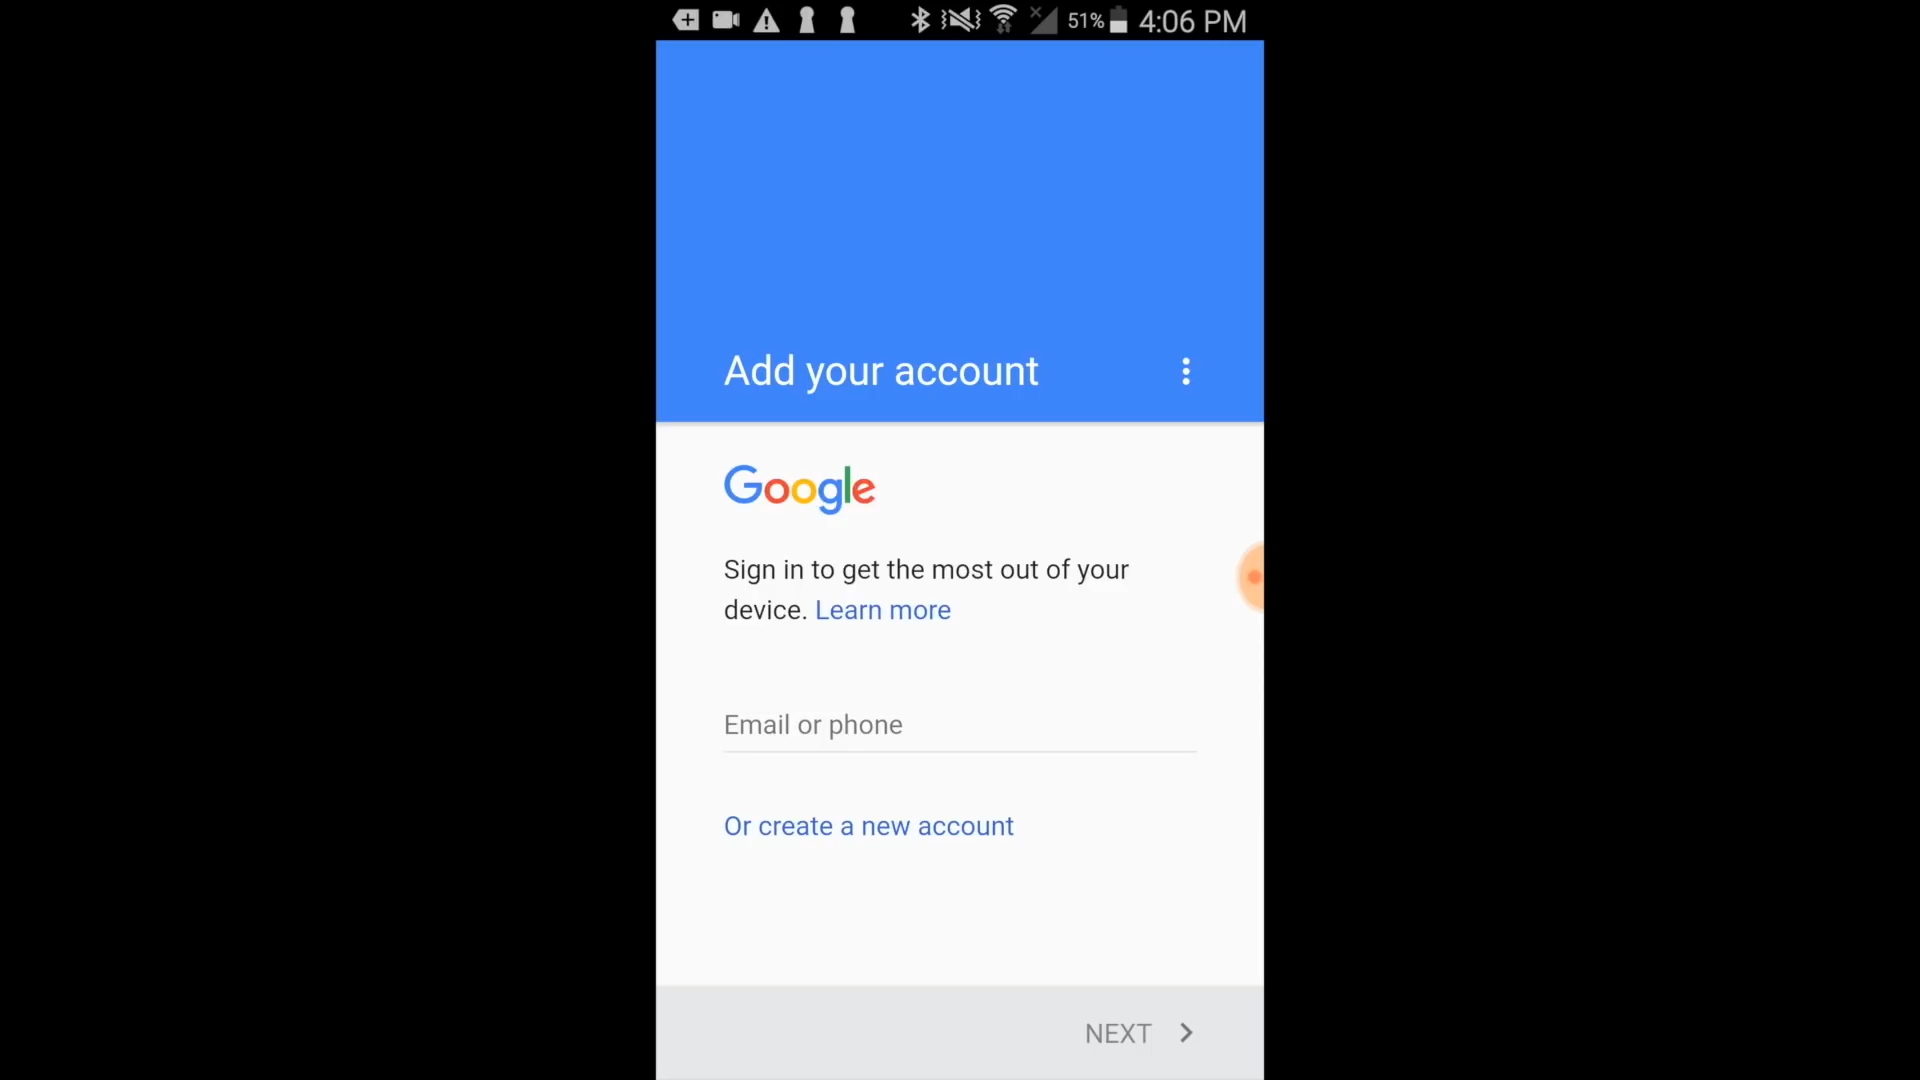 51% 4:06 PM
Add your account
Google
Sign in to get the most out of your
device. Learn more
Email or phone
Or create a new account
NEXT